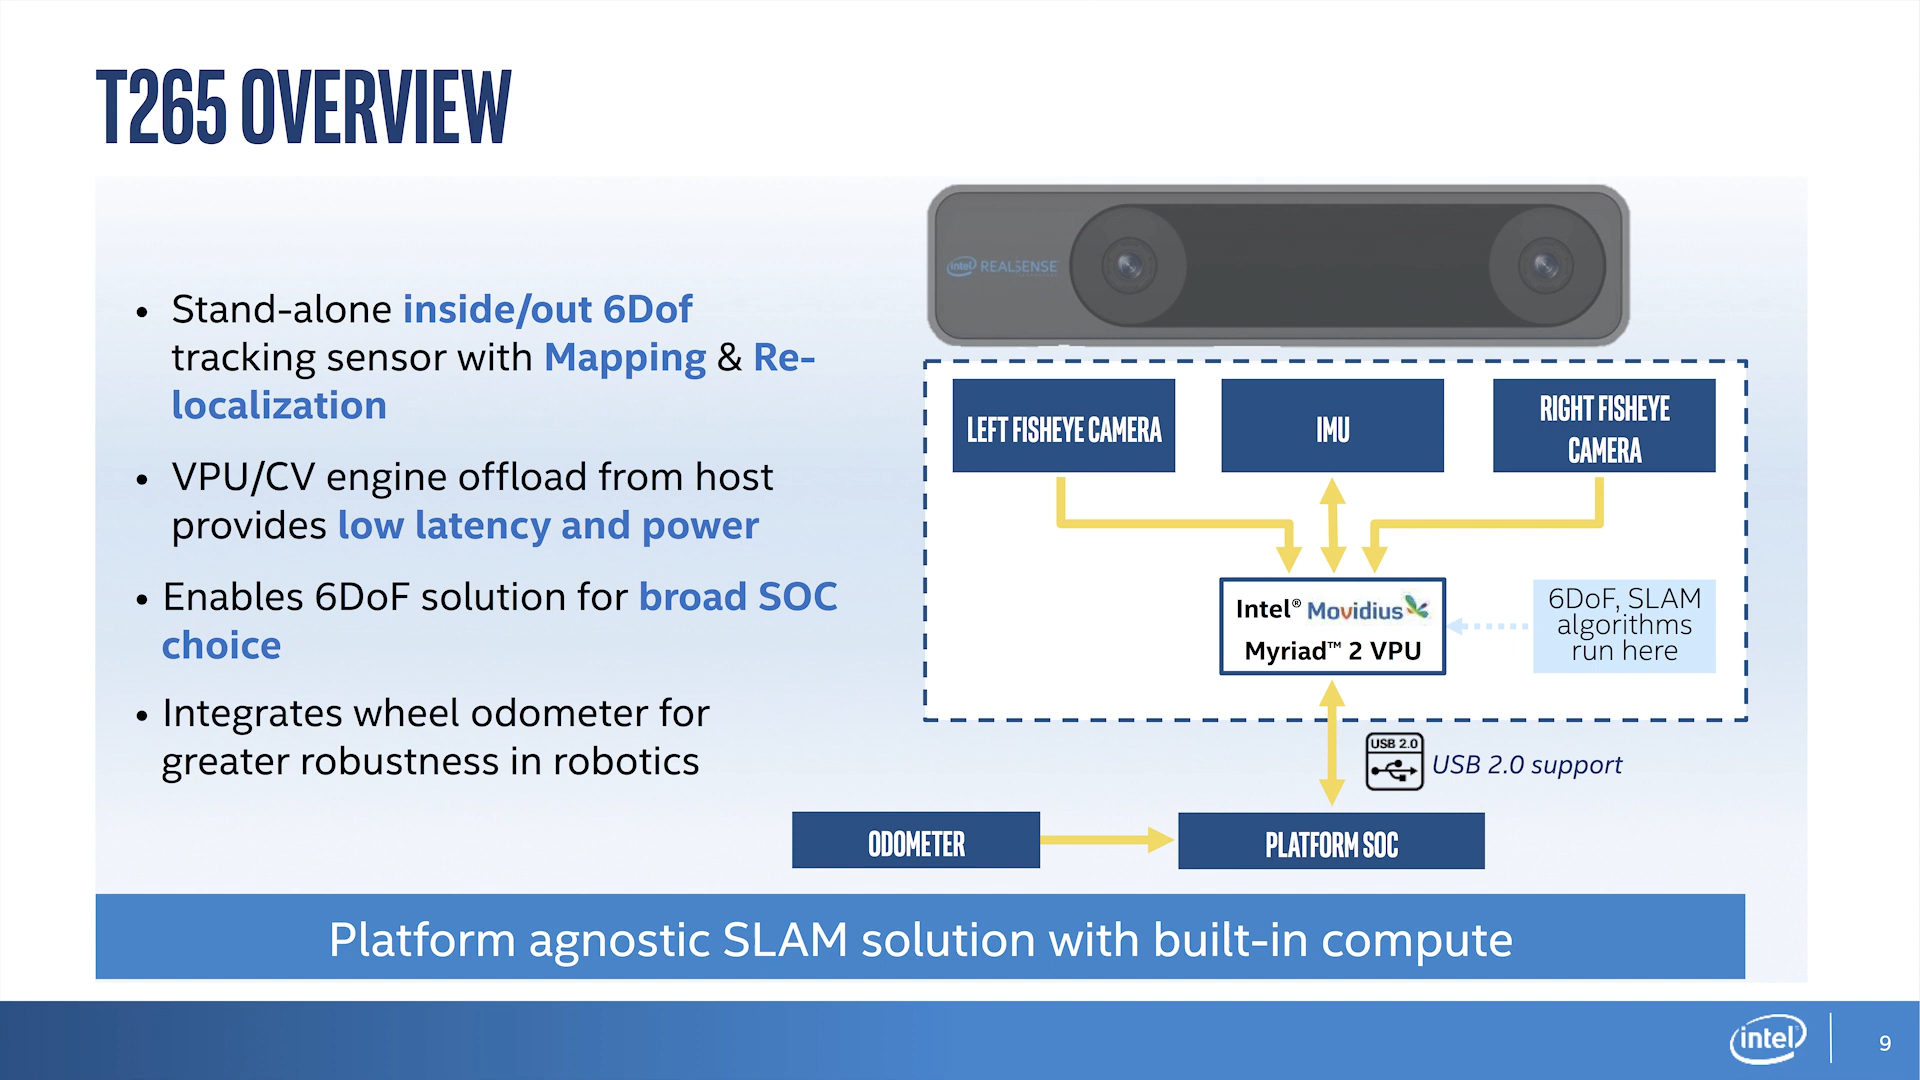 T265 OVERVIEW
• Stand-alone inside/out 6Dof
tracking sensor with Mapping & Re-
localization
• VPU/CV engine offload from host
provides low latency and power
• Enables 6DoF solution for broad SOC
choice
• Integrates wheel odometer for
greater robustness in robotics
intel REALSENSE
LEFT FISHEYE CAMERA
IMU
RIGHT FISHEYE
CAMERA
Intel® Movidius
Myriad™ 2 VPU
6DoF, SLAM
algorithms
run here
USB 2.0
USB 2.0 support
ODOMETER
PLATFORM SOC
Platform agnostic SLAM solution with built-in compute
intel
9